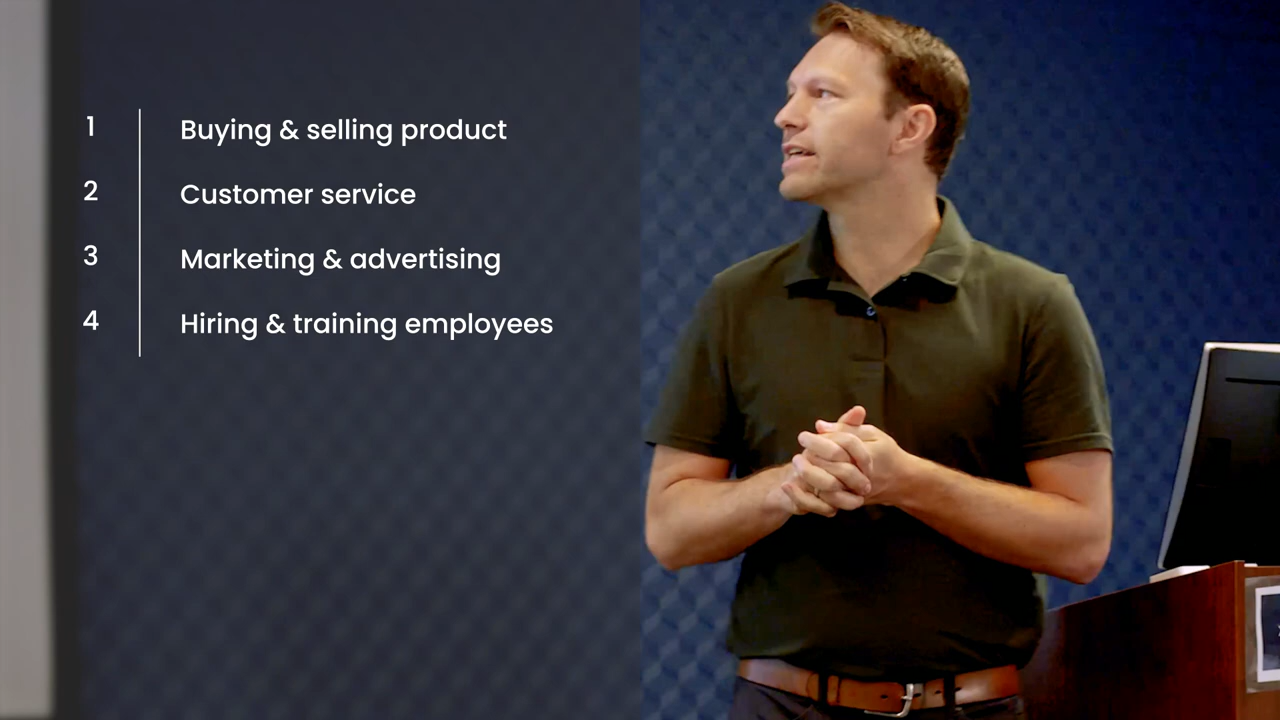 1 Buying & selling product
2 Customer service
3 Marketing & advertising
4 Hiring & training employees